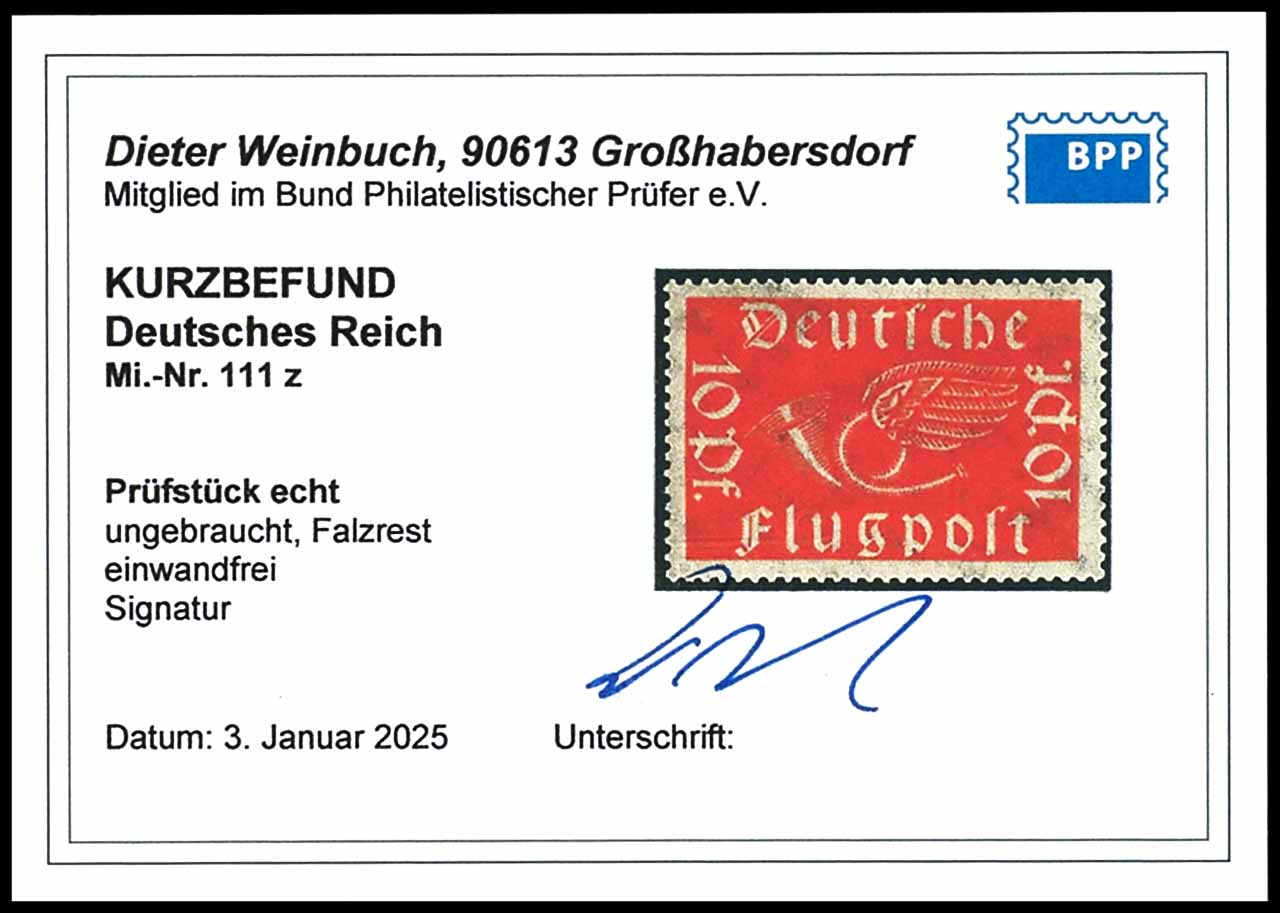 Dieter Weinbuch, 90613 Großhabersdorf
Mitglied im Bund Philatelistischer Prüfer e.V.
BPP
KURZBEFUND
Deutsches Reich
Mi.-Nr. 111 z
Deutsche
10 Pf.
10 Pf.
Flugpost
Prüfstück echt
ungebraucht, Falzrest
einwandfrei
Signatur
Datum: 3. Januar 2025
Unterschrift: